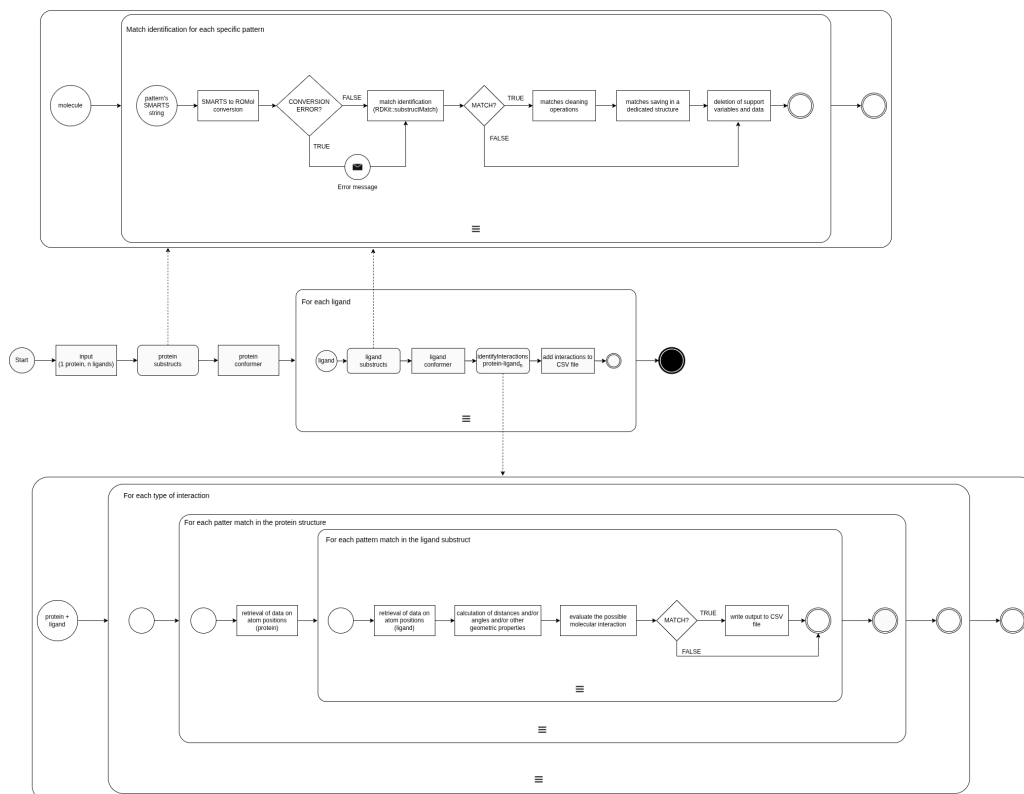 Match identification for each specific pattern
molecule
pattern's
SMARTS
string
SMARTS to ROMol
conversion
CONVERSION
ERROR?
FALSE
TRUE
Error message
match identification
(RDKit::substructMatch)
MATCH?
TRUE
FALSE
matches cleaning
operations
matches saving in a
dedicated structure
deletion of support
variables and data
For each ligand
Start
input
(1 protein, n ligands)
protein
substructs
protein
conformer
ligand
ligand
substructs
ligand
conformer
identifyInteractions
protein-ligandn
add interactions to
CSV file
For each type of interaction
For each patter match in the protein structure
For each pattern match in the ligand substruct
protein +
ligand
retrieval of data on
atom positions
(protein)
retrieval of data on
atom positions
(ligand)
calculation of distances and/or
angles and/or other
geometric properties
evaluate the possible
molecular interaction
MATCH?
TRUE
FALSE
write output to CSV
file